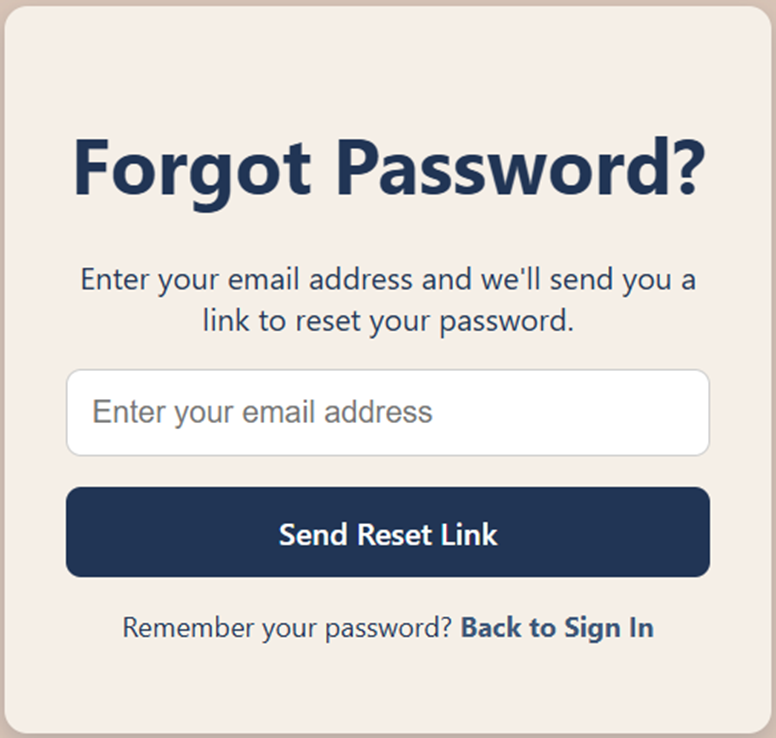 Forgot Password?
Enter your email address and we'll send you a
link to reset your password.
Enter your email address
Send Reset Link
Remember your password? Back to Sign In